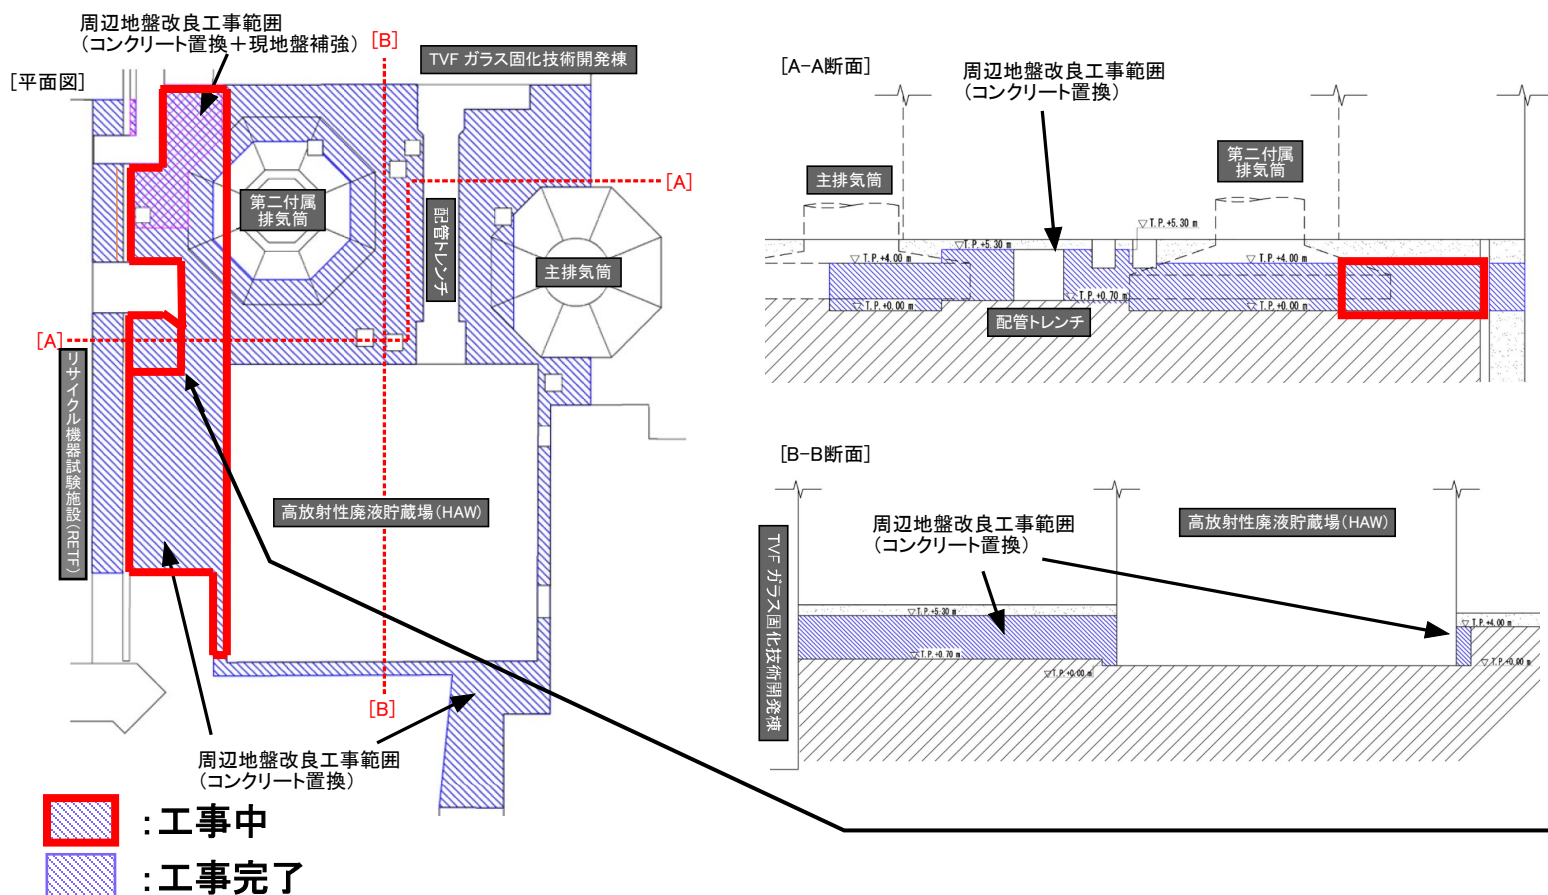 周辺地盤改良工事範囲
(コンクリート置換＋現地盤補強)
[B]
TVF ガラス固化技術開発棟
[平面図]
第二付属
排気筒
[A]
配管トレンチ
主排気筒
[A]
リサイクル機器試験施設(RETF)
高放射性廃液貯蔵場(HAW)
[B]
周辺地盤改良工事範囲
(コンクリート置換)
：工事中
：工事完了
[A-A断面]
周辺地盤改良工事範囲
(コンクリート置換)
主排気筒
第二付属
排気筒
T.P.+5.30 m
T.P.+5.30 m
T.P.+4.00 m
T.P.+4.00 m
T.P.+0.70 m
T.P.+0.00 m
T.P.+0.00 m
配管トレンチ
[B-B断面]
周辺地盤改良工事範囲
(コンクリート置換)
高放射性廃液貯蔵場(HAW)
TVF ガラス固化技術開発棟
T.P.+5.30 m
T.P.+4.00 m
T.P.+0.70 m
T.P.+0.00 m
T.P.+0.00 m